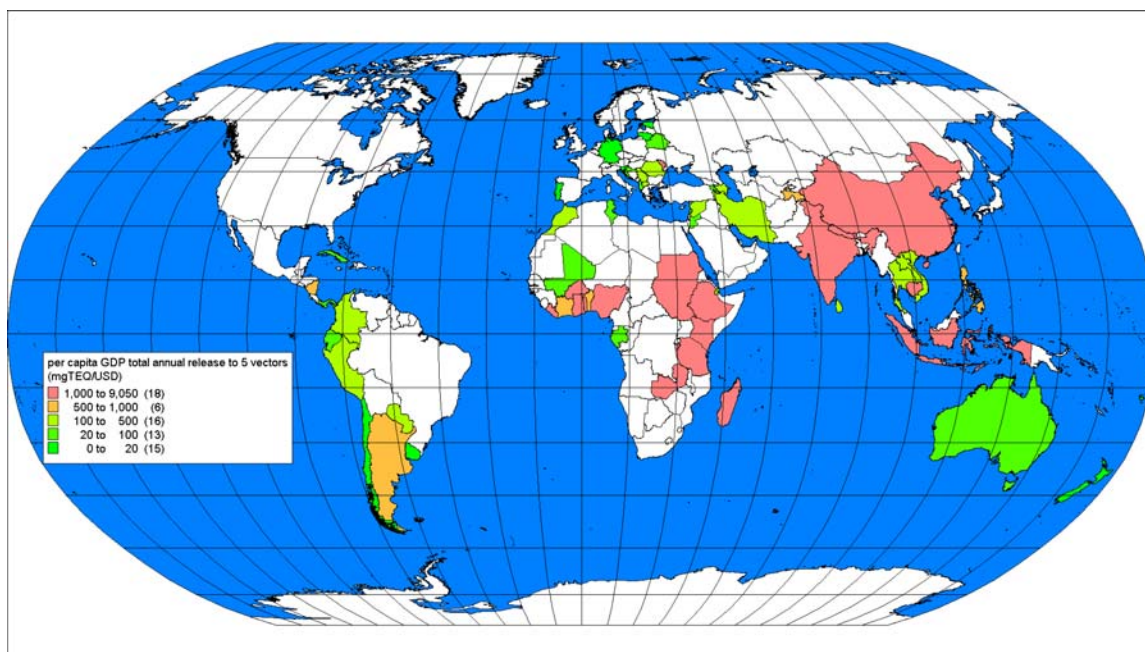 per capita GDP total annual release to 5 vectors
(mgTEQ/USD)
1,000 to 9,050 (18)
500 to 1,000 (6)
100 to 500 (16)
20 to 100 (13)
0 to 20 (15)